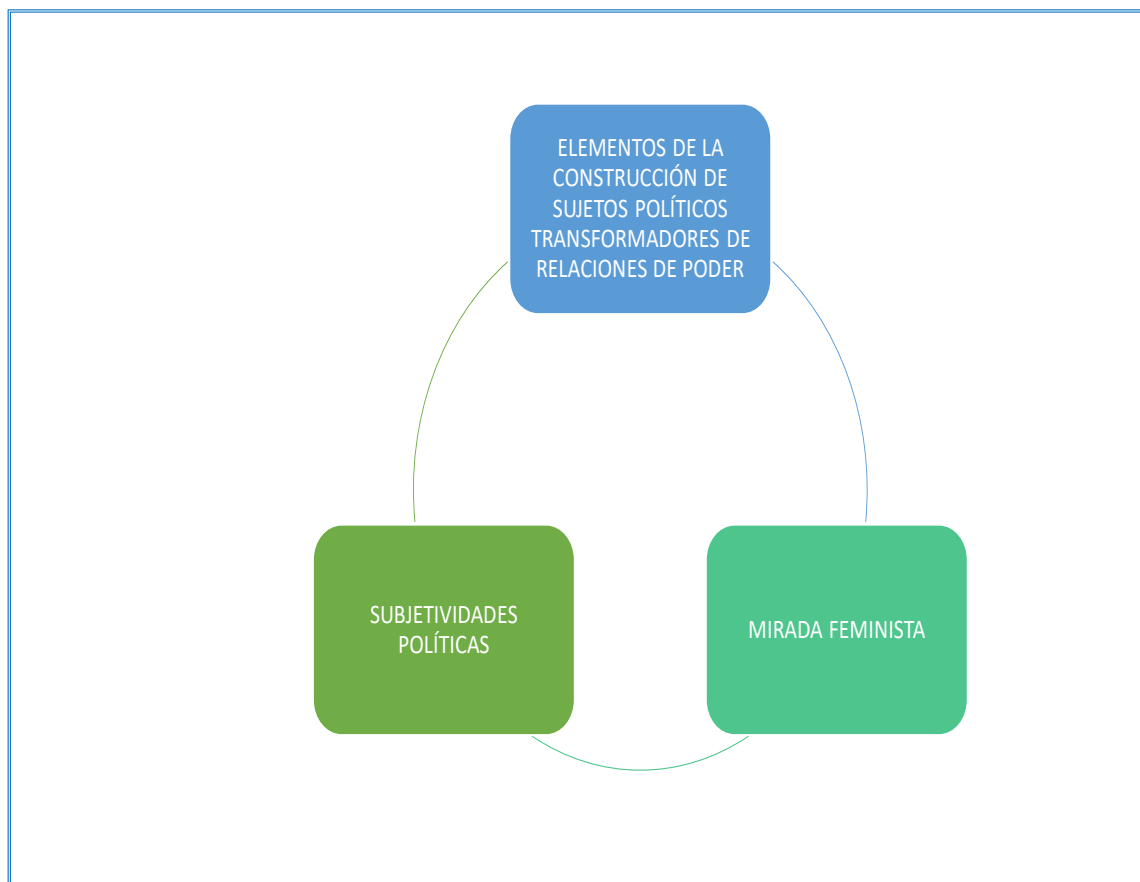 ELEMENTOS DE LA
CONSTRUCCIÓN DE
SUJETOS POLÍTICOS
TRANSFORMADORES DE
RELACIONES DE PODER
SUBJETIVIDADES
POLÍTICAS
MIRADA FEMINISTA